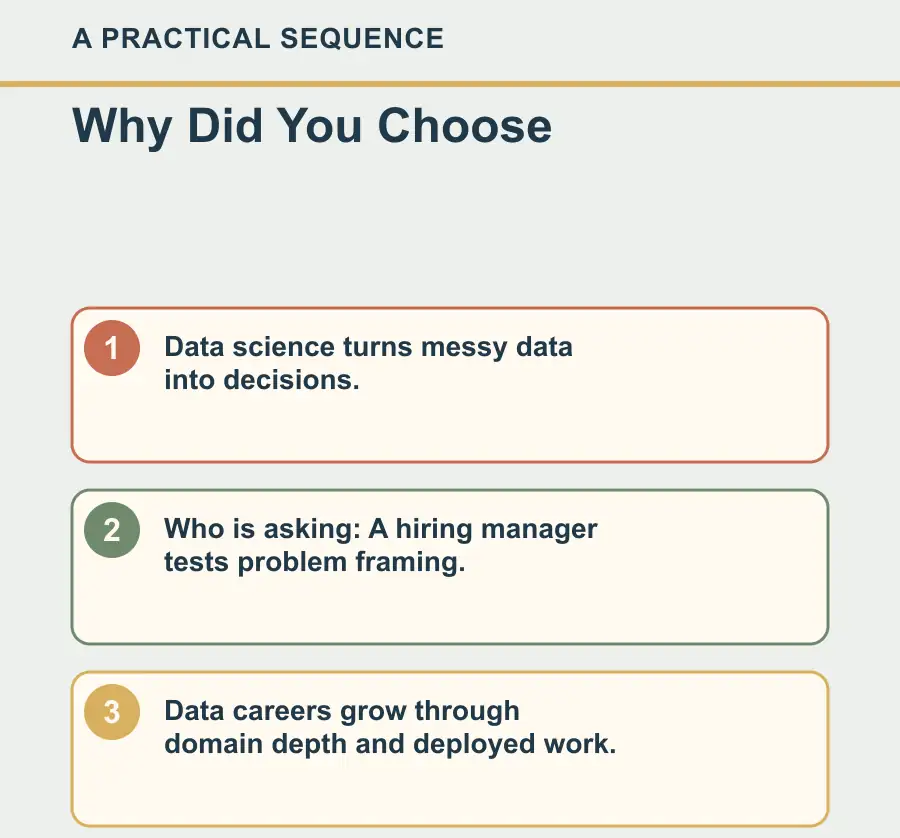 A PRACTICAL SEQUENCE
Why Did You Choose
1
Data science turns messy data
into decisions.
2
Who is asking: A hiring manager
tests problem framing.
3
Data careers grow through
domain depth and deployed work.